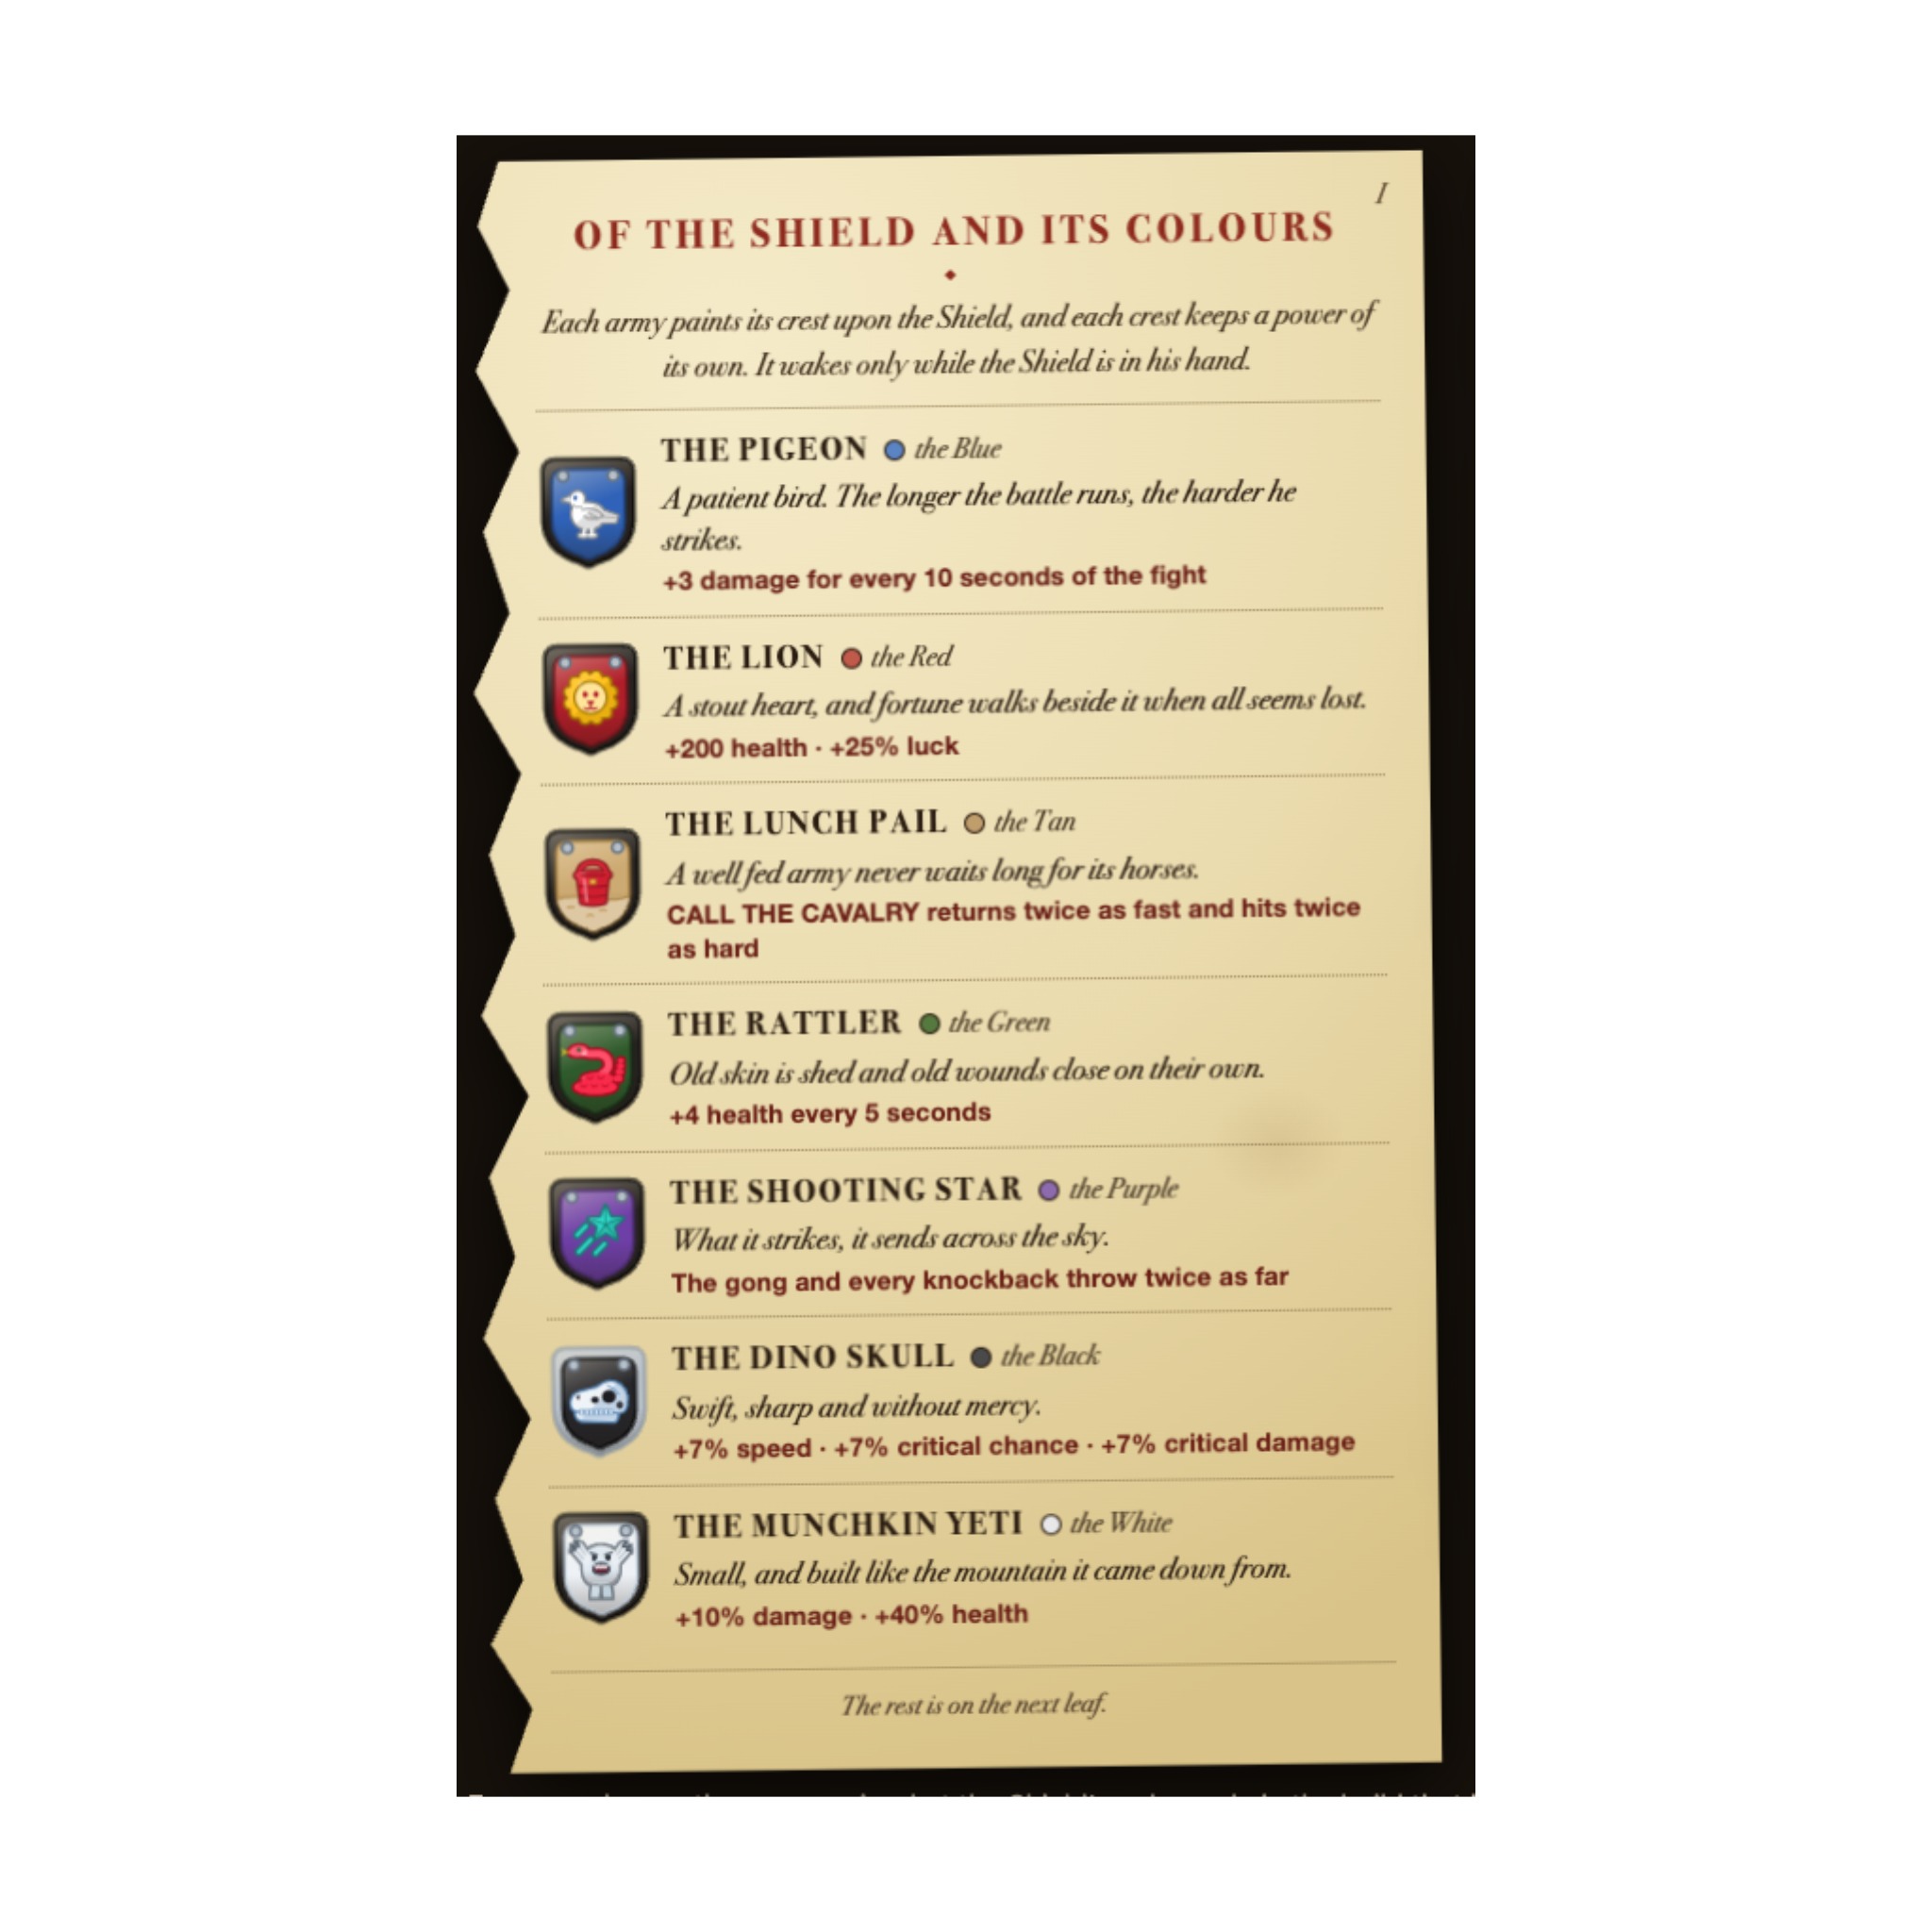 I
OF THE SHIELD AND ITS COLOURS
Each army paints its crest upon the Shield, and each crest keeps a power of
its own. It wakes only while the Shield is in his hand.
THE PIGEON the Blue
A patient bird. The longer the battle runs, the harder he
strikes.
+3 damage for every 10 seconds of the fight
THE LION the Red
A stout heart, and fortune walks beside it when all seems lost.
+200 health · +25% luck
THE LUNCH PAIL the Tan
A well fed army never waits long for its horses.
CALL THE CAVALRY returns twice as fast and hits twice
as hard
THE RATTLER the Green
Old skin is shed and old wounds close on their own.
+4 health every 5 seconds
THE SHOOTING STAR the Purple
What it strikes, it sends across the sky.
The gong and every knockback throw twice as far
THE DINO SKULL the Black
Swift, sharp and without mercy.
+7% speed · +7% critical chance · +7% critical damage
THE MUNCHKIN YETI the White
Small, and built like the mountain it came down from.
+10% damage · +40% health
The rest is on the next leaf.